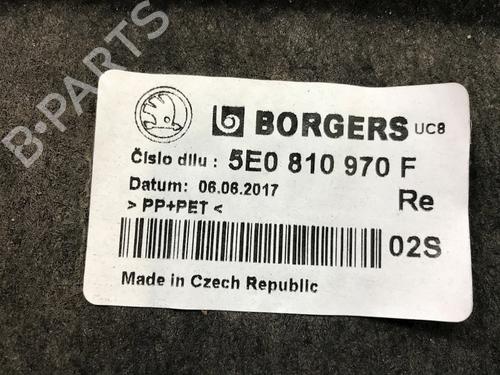 B-PARTS
BORGERS UC8
Číslo dílu : 5E0 810 970 F
Datum: 06.06.2017 Re
> PP+PET <
02S
Made in Czech Republic